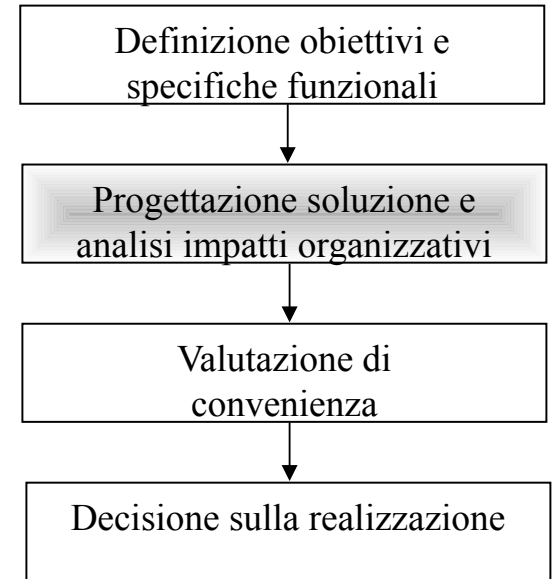 Definizione obiettivi e
specifiche funzionali
Progettazione soluzione e
analisi impatti organizzativi
Valutazione di
convenienza
Decisione sulla realizzazione